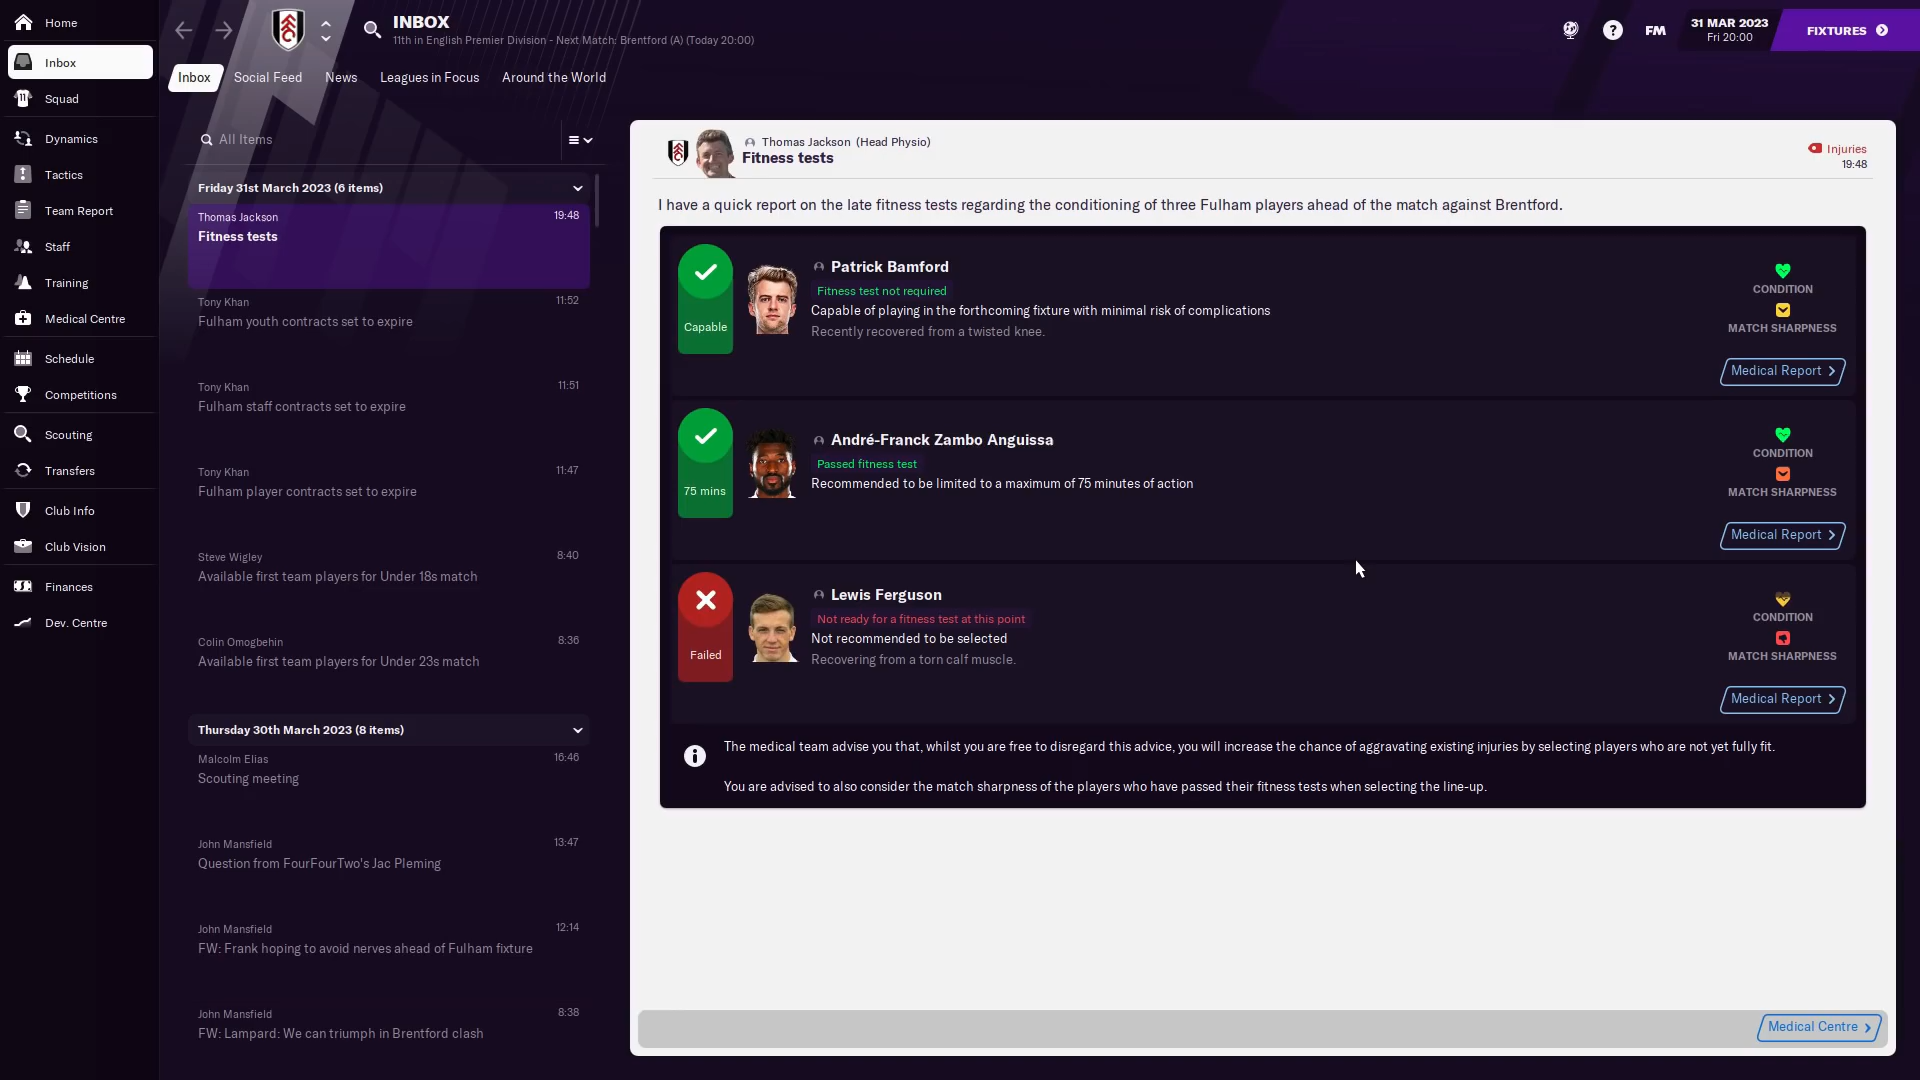 Home
Inbox
Squad
Dynamics
Tactics
Team Report
Staff
Training
Medical Centre
Schedule
Competitions
Scouting
Transfers
Club Info
Club Vision
Finances
Dev. Centre
INBOX
11th in English Premier Division - Next Match: Brentford (A) (Today 20:00)
FM
31 MAR 2023
Fri 20:00
FIXTURES
Inbox
Social Feed
News
Leagues in Focus
Around the World
All Items
Friday 31st March 2023 (6 items)
Thomas Jackson 19:48
Fitness tests
Tony Khan 11:52
Fulham youth contracts set to expire
Tony Khan 11:51
Fulham staff contracts set to expire
Tony Khan 11:47
Fulham player contracts set to expire
Steve Wigley 8:40
Available first team players for Under 18s match
Colin Omogbehin 8:36
Available first team players for Under 23s match
Thursday 30th March 2023 (8 items)
Malcolm Elias 16:46
Scouting meeting
John Mansfield 13:47
Question from FourFourTwo's Jac Pleming
John Mansfield 12:14
FW: Frank hoping to avoid nerves ahead of Fulham fixture
John Mansfield 8:38
FW: Lampard: We can triumph in Brentford clash
Thomas Jackson (Head Physio)
Fitness tests
Injuries
19:48
I have a quick report on the late fitness tests regarding the conditioning of three Fulham players ahead of the match against Brentford.
Capable
Patrick Bamford
Fitness test not required
Capable of playing in the forthcoming fixture with minimal risk of complications
Recently recovered from a twisted knee.
CONDITION
MATCH SHARPNESS
Medical Report
75 mins
André-Franck Zambo Anguissa
Passed fitness test
Recommended to be limited to a maximum of 75 minutes of action
CONDITION
MATCH SHARPNESS
Medical Report
Failed
Lewis Ferguson
Not ready for a fitness test at this point
Not recommended to be selected
Recovering from a torn calf muscle.
CONDITION
MATCH SHARPNESS
Medical Report
The medical team advise you that, whilst you are free to disregard this advice, you will increase the chance of aggravating existing injuries by selecting players who are not yet fully fit.
You are advised to also consider the match sharpness of the players who have passed their fitness tests when selecting the line-up.
Medical Centre